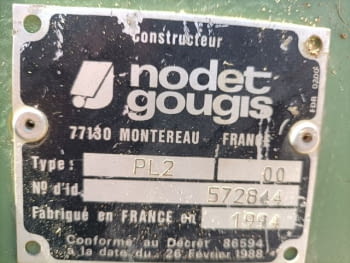 Constructeur
nodet
gougis
77130 MONTEREAU - FRANCE
Type: PL2 00
Nº d'id. 572844
Fabriqué en FRANCE en 1994
Conforme au Décret 86594
à la date du 26 Février 1988